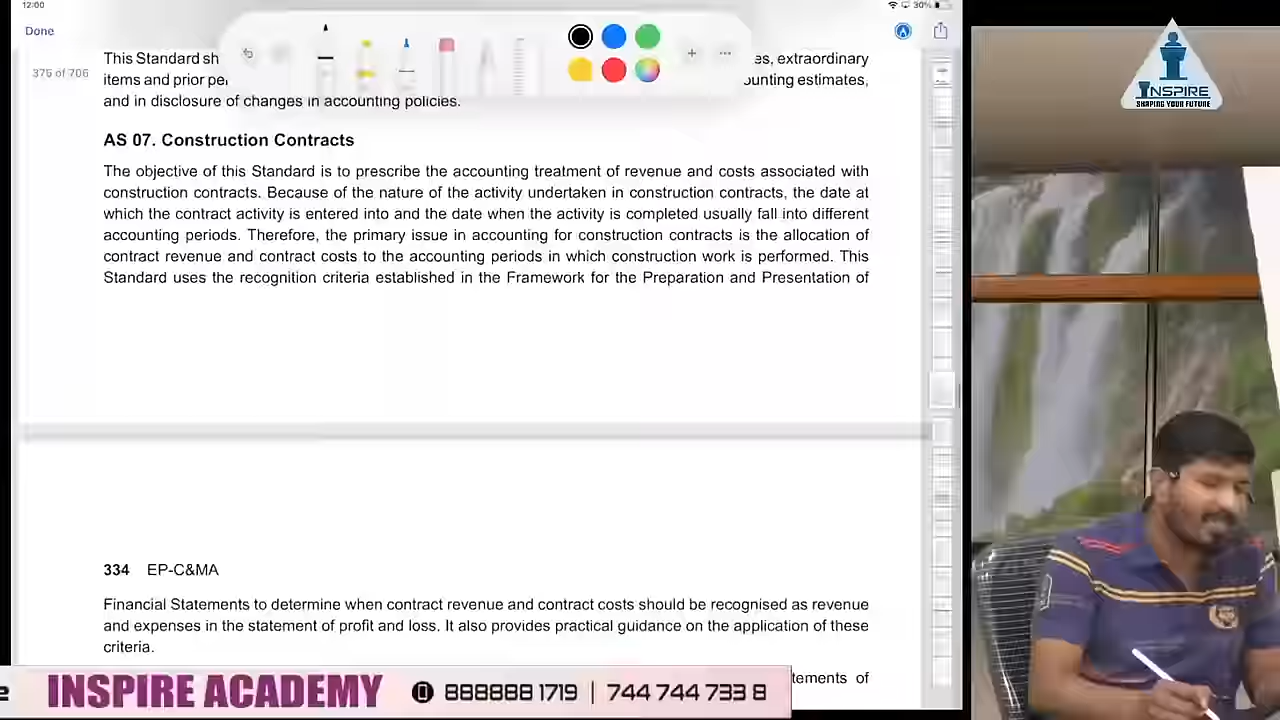 12:00
30%
Done
375 of 706
This Standard sh es, extraordinary
items and prior pe ounting estimates,
and in disclosure of changes in accounting policies.
AS 07. Construction Contracts
The objective of this Standard is to prescribe the accounting treatment of revenue and costs associated with
construction contracts. Because of the nature of the activity undertaken in construction contracts, the date at
which the contract activity is entered into and the date when the activity is completed usually fall into different
accounting periods. Therefore, the primary issue in accounting for construction contracts is the allocation of
contract revenue and contract costs to the accounting periods in which construction work is performed. This
Standard uses the recognition criteria established in the Framework for the Preparation and Presentation of
334 EP-C&MA
Financial Statements to determine when contract revenue and contract costs should be recognised as revenue
and expenses in the statement of profit and loss. It also provides practical guidance on the application of these
criteria.
tements of
e INSPIRE ACADEMY 888888 1719 | 744 744 733 8
INSPIRE
SHAPING YOUR FUTURE